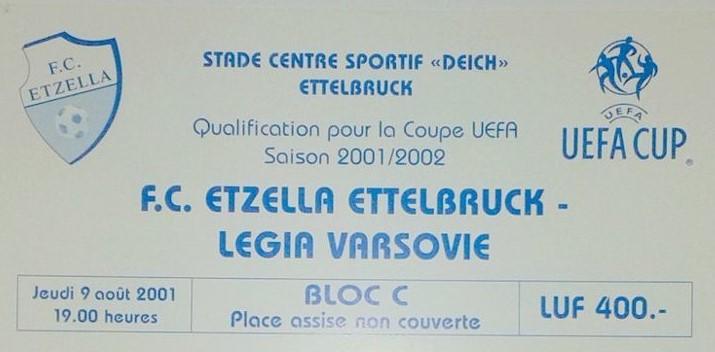 F.C.
ETZELLA
STADE CENTRE SPORTIF «DEICH»
ETTELBRUCK
Qualification pour la Coupe UEFA
Saison 2001/2002
UEFA
UEFA CUP®
F.C. ETZELLA ETTELBRUCK -
LEGIA VARSOVIE
Jeudi 9 août 2001
19.00 heures
BLOC C
Place assise non couverte
LUF 400.-